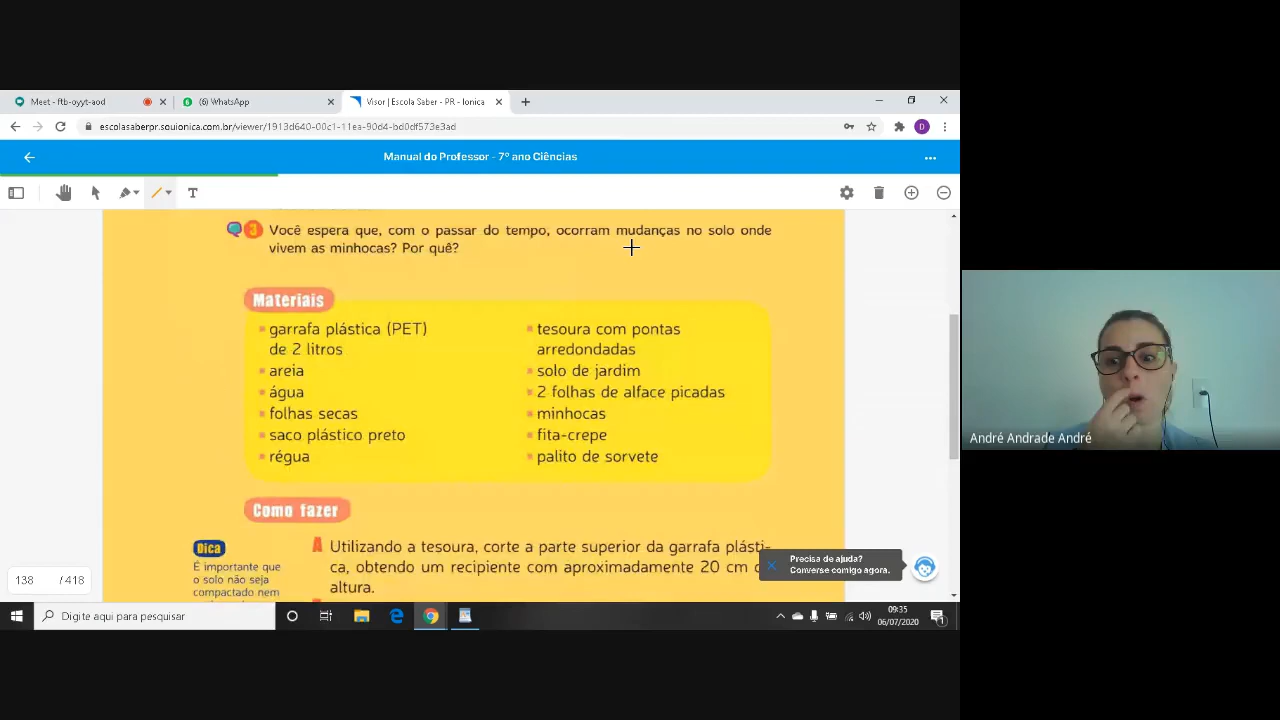 Meet - ftb-oyyt-aod
(6) WhatsApp
Visor | Escola Saber - PR - Ionica
escolasaberpr.souionica.com.br/viewer/1913d640-00c1-11ea-90d4-bd0df573e3ad
D
Manual do Professor - 7º ano Ciências
T
3 Você espera que, com o passar do tempo, ocorram mudanças no solo onde
vivem as minhocas? Por quê?
Materiais
garrafa plástica (PET)
de 2 litros
areia
água
folhas secas
saco plástico preto
régua
tesoura com pontas
arredondadas
solo de jardim
2 folhas de alface picadas
minhocas
fita-crepe
palito de sorvete
Como fazer
Dica
É importante que
o solo não seja
compactado nem
A Utilizando a tesoura, corte a parte superior da garrafa plásti-
ca, obtendo um recipiente com aproximadamente 20 cm
altura.
Precisa de ajuda?
Converse comigo agora.
138 / 418
Digite aqui para pesquisar
09:35
06/07/2020
1
André Andrade André